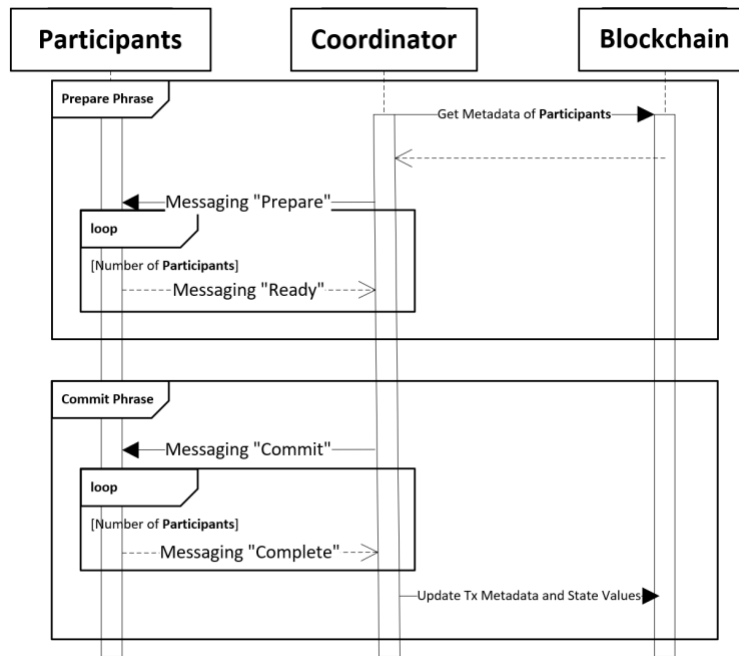 Participants
Coordinator
Blockchain
Prepare Phrase
Get Metadata of Participants
Messaging "Prepare"
loop
[Number of Participants]
Messaging "Ready"
Commit Phrase
Messaging "Commit"
loop
[Number of Participants]
Messaging "Complete"
Update Tx Metadata and State Values